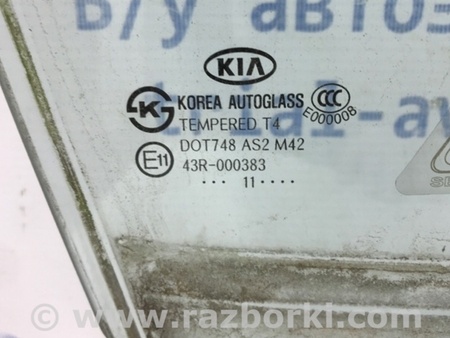 Б/у авто
KIA
KOREA AUTOGLASS
CCC
E000008
TEMPERED T4
DOT748 AS2 M42
E11
43R-000383
... 11 ....
© www.razborki.com